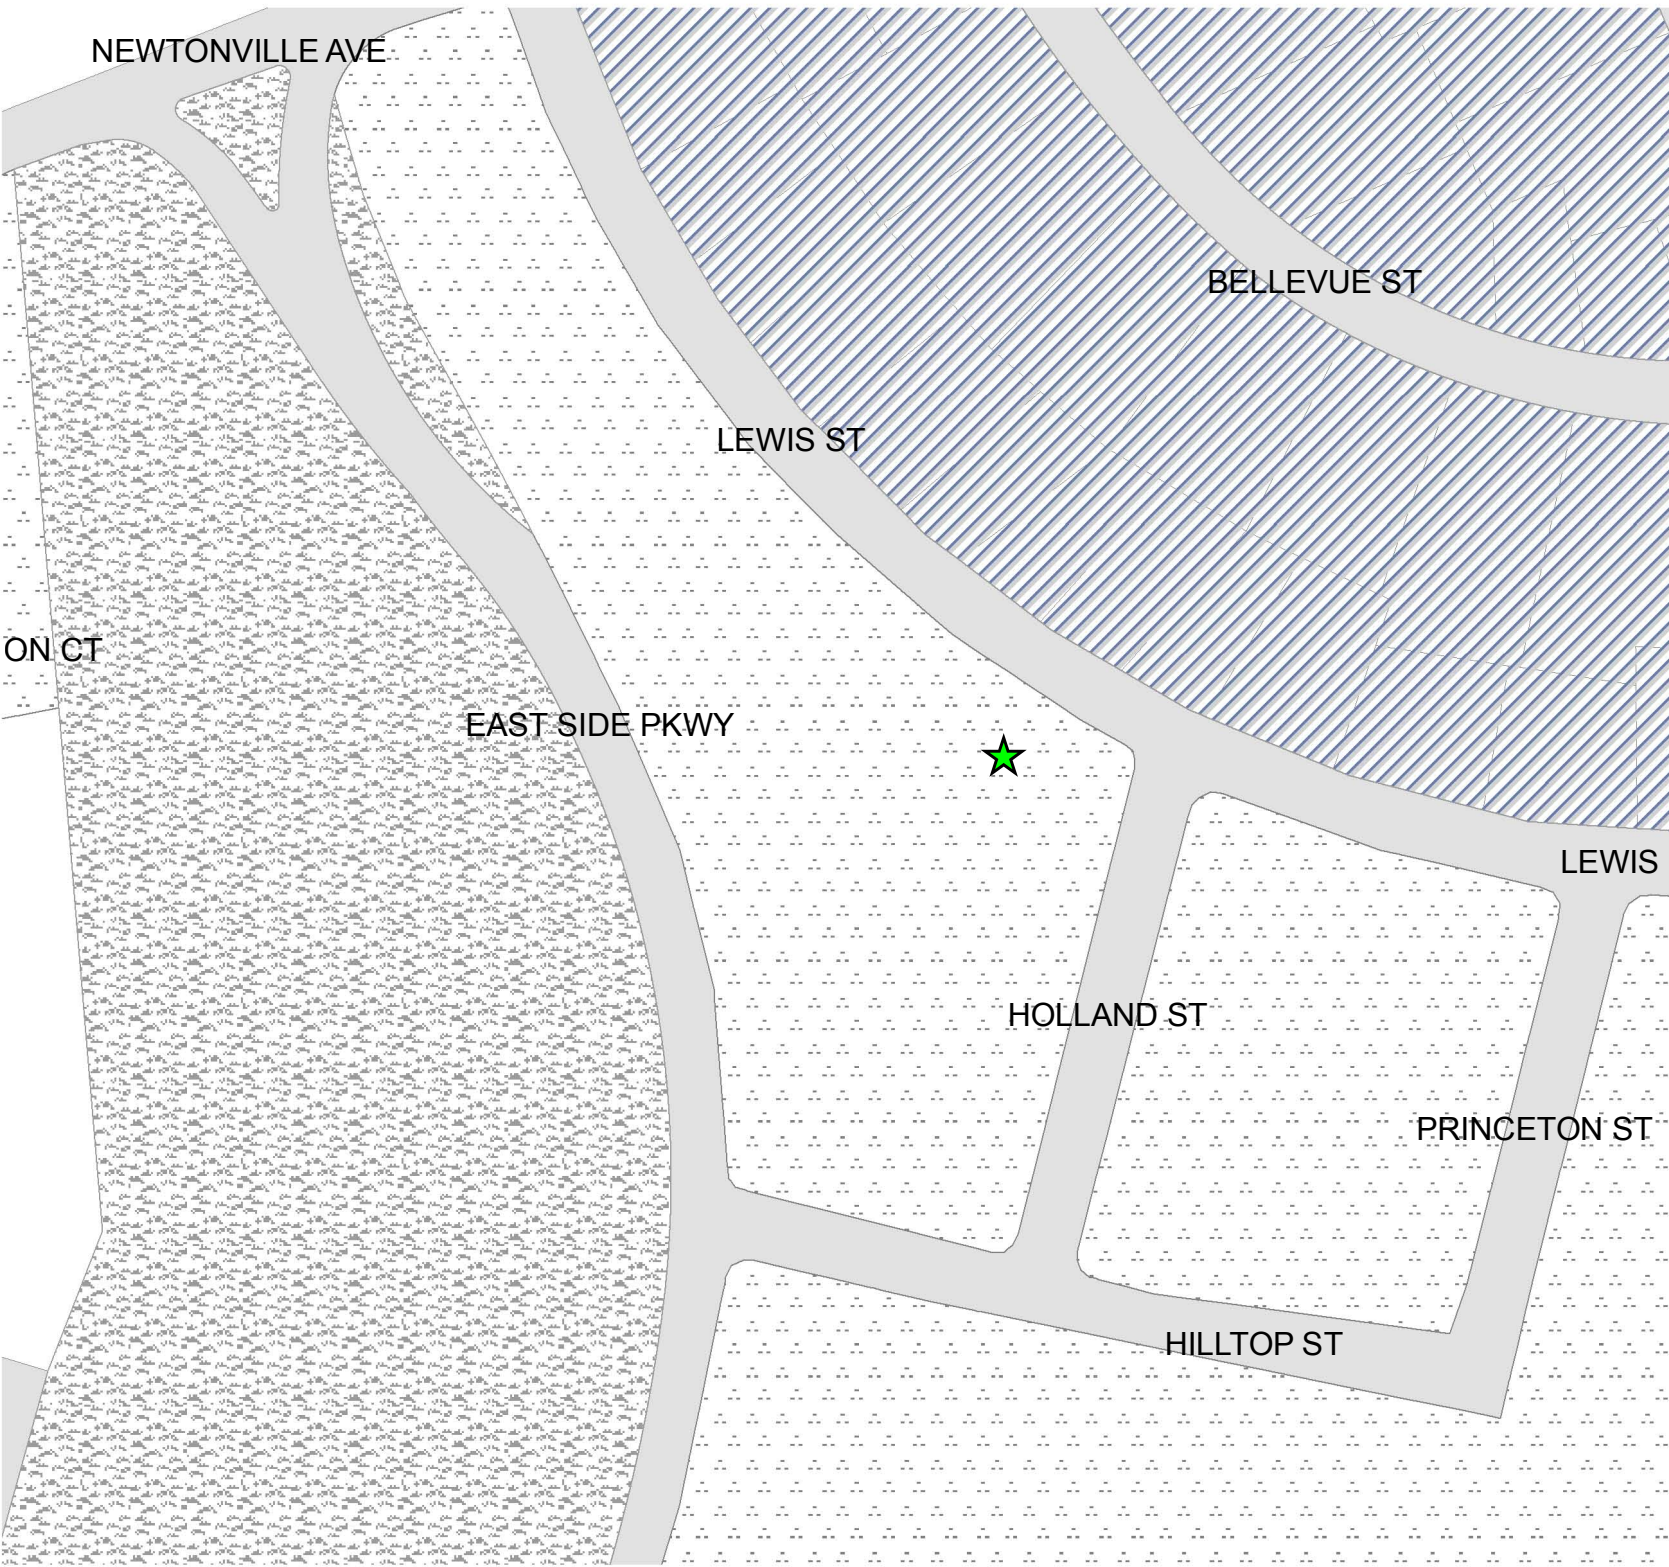 NEWTONVILLE AVE
BELLEVUE ST
LEWIS ST
ON CT
EAST SIDE PKWY
LEWIS
HOLLAND ST
PRINCETON ST
HILLTOP ST